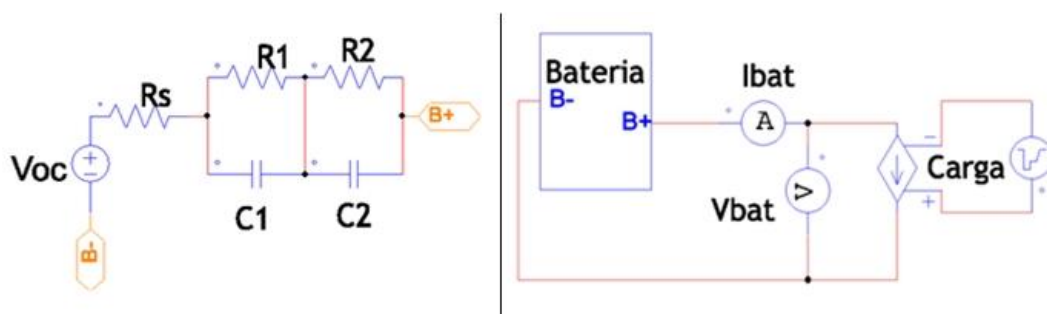 R1
R2
Rs
B+
Voc
C1
C2
B-
Bateria
B-
B+
Ibat
A
V
Vbat
Carga